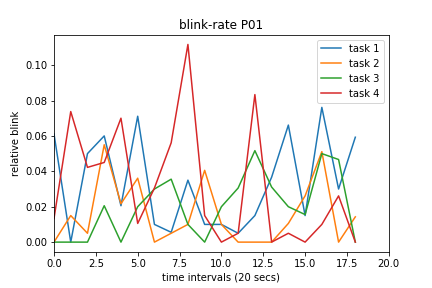 blink-rate P01
task 1
task 2
task 3
task 4
relative blink
0.10
0.08
0.06
0.04
0.02
0.00
0.0 2.5 5.0 7.5 10.0 12.5 15.0 17.5 20.0
time intervals (20 secs)